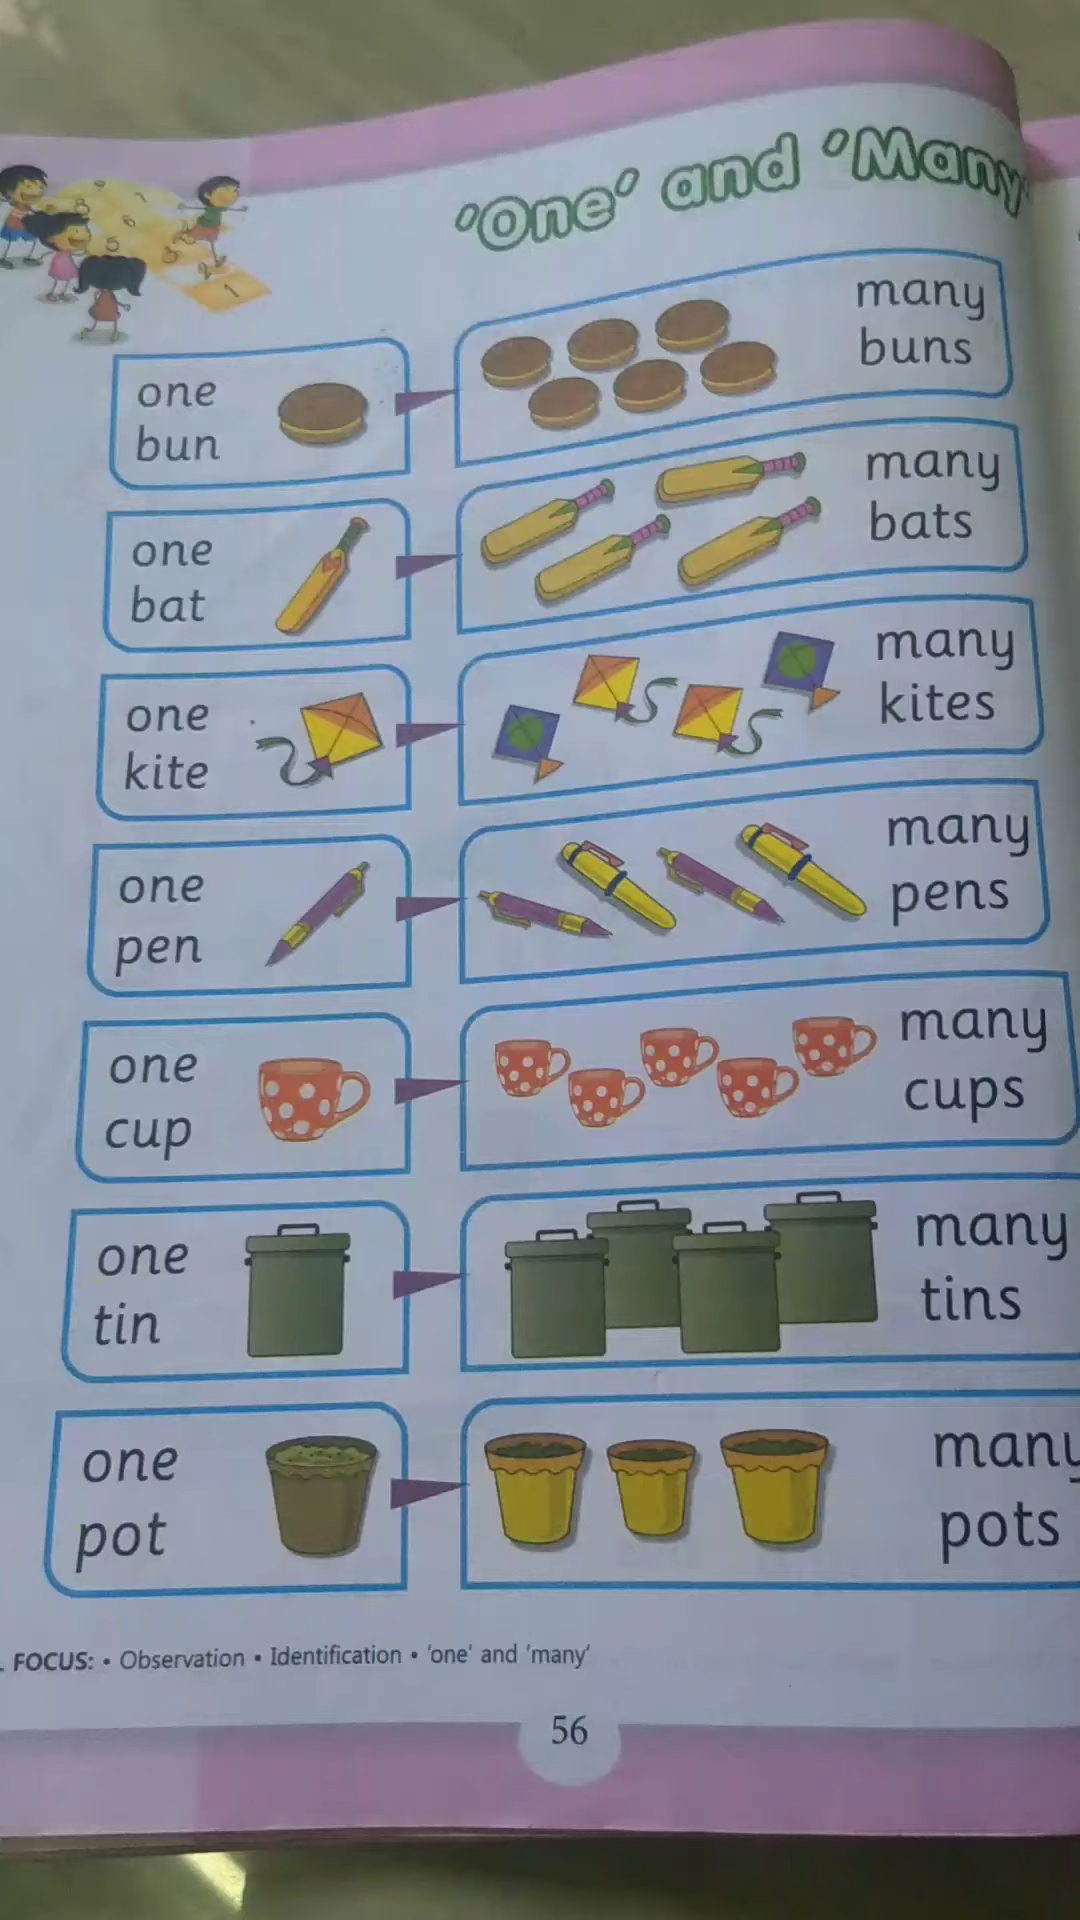 'One' and 'Many'
one
bun
many
buns
one
bat
many
bats
one
kite
many
kites
one
pen
many
pens
one
cup
many
cups
one
tin
many
tins
one
pot
many
pots
FOCUS: • Observation • Identification • 'one' and 'many'
56